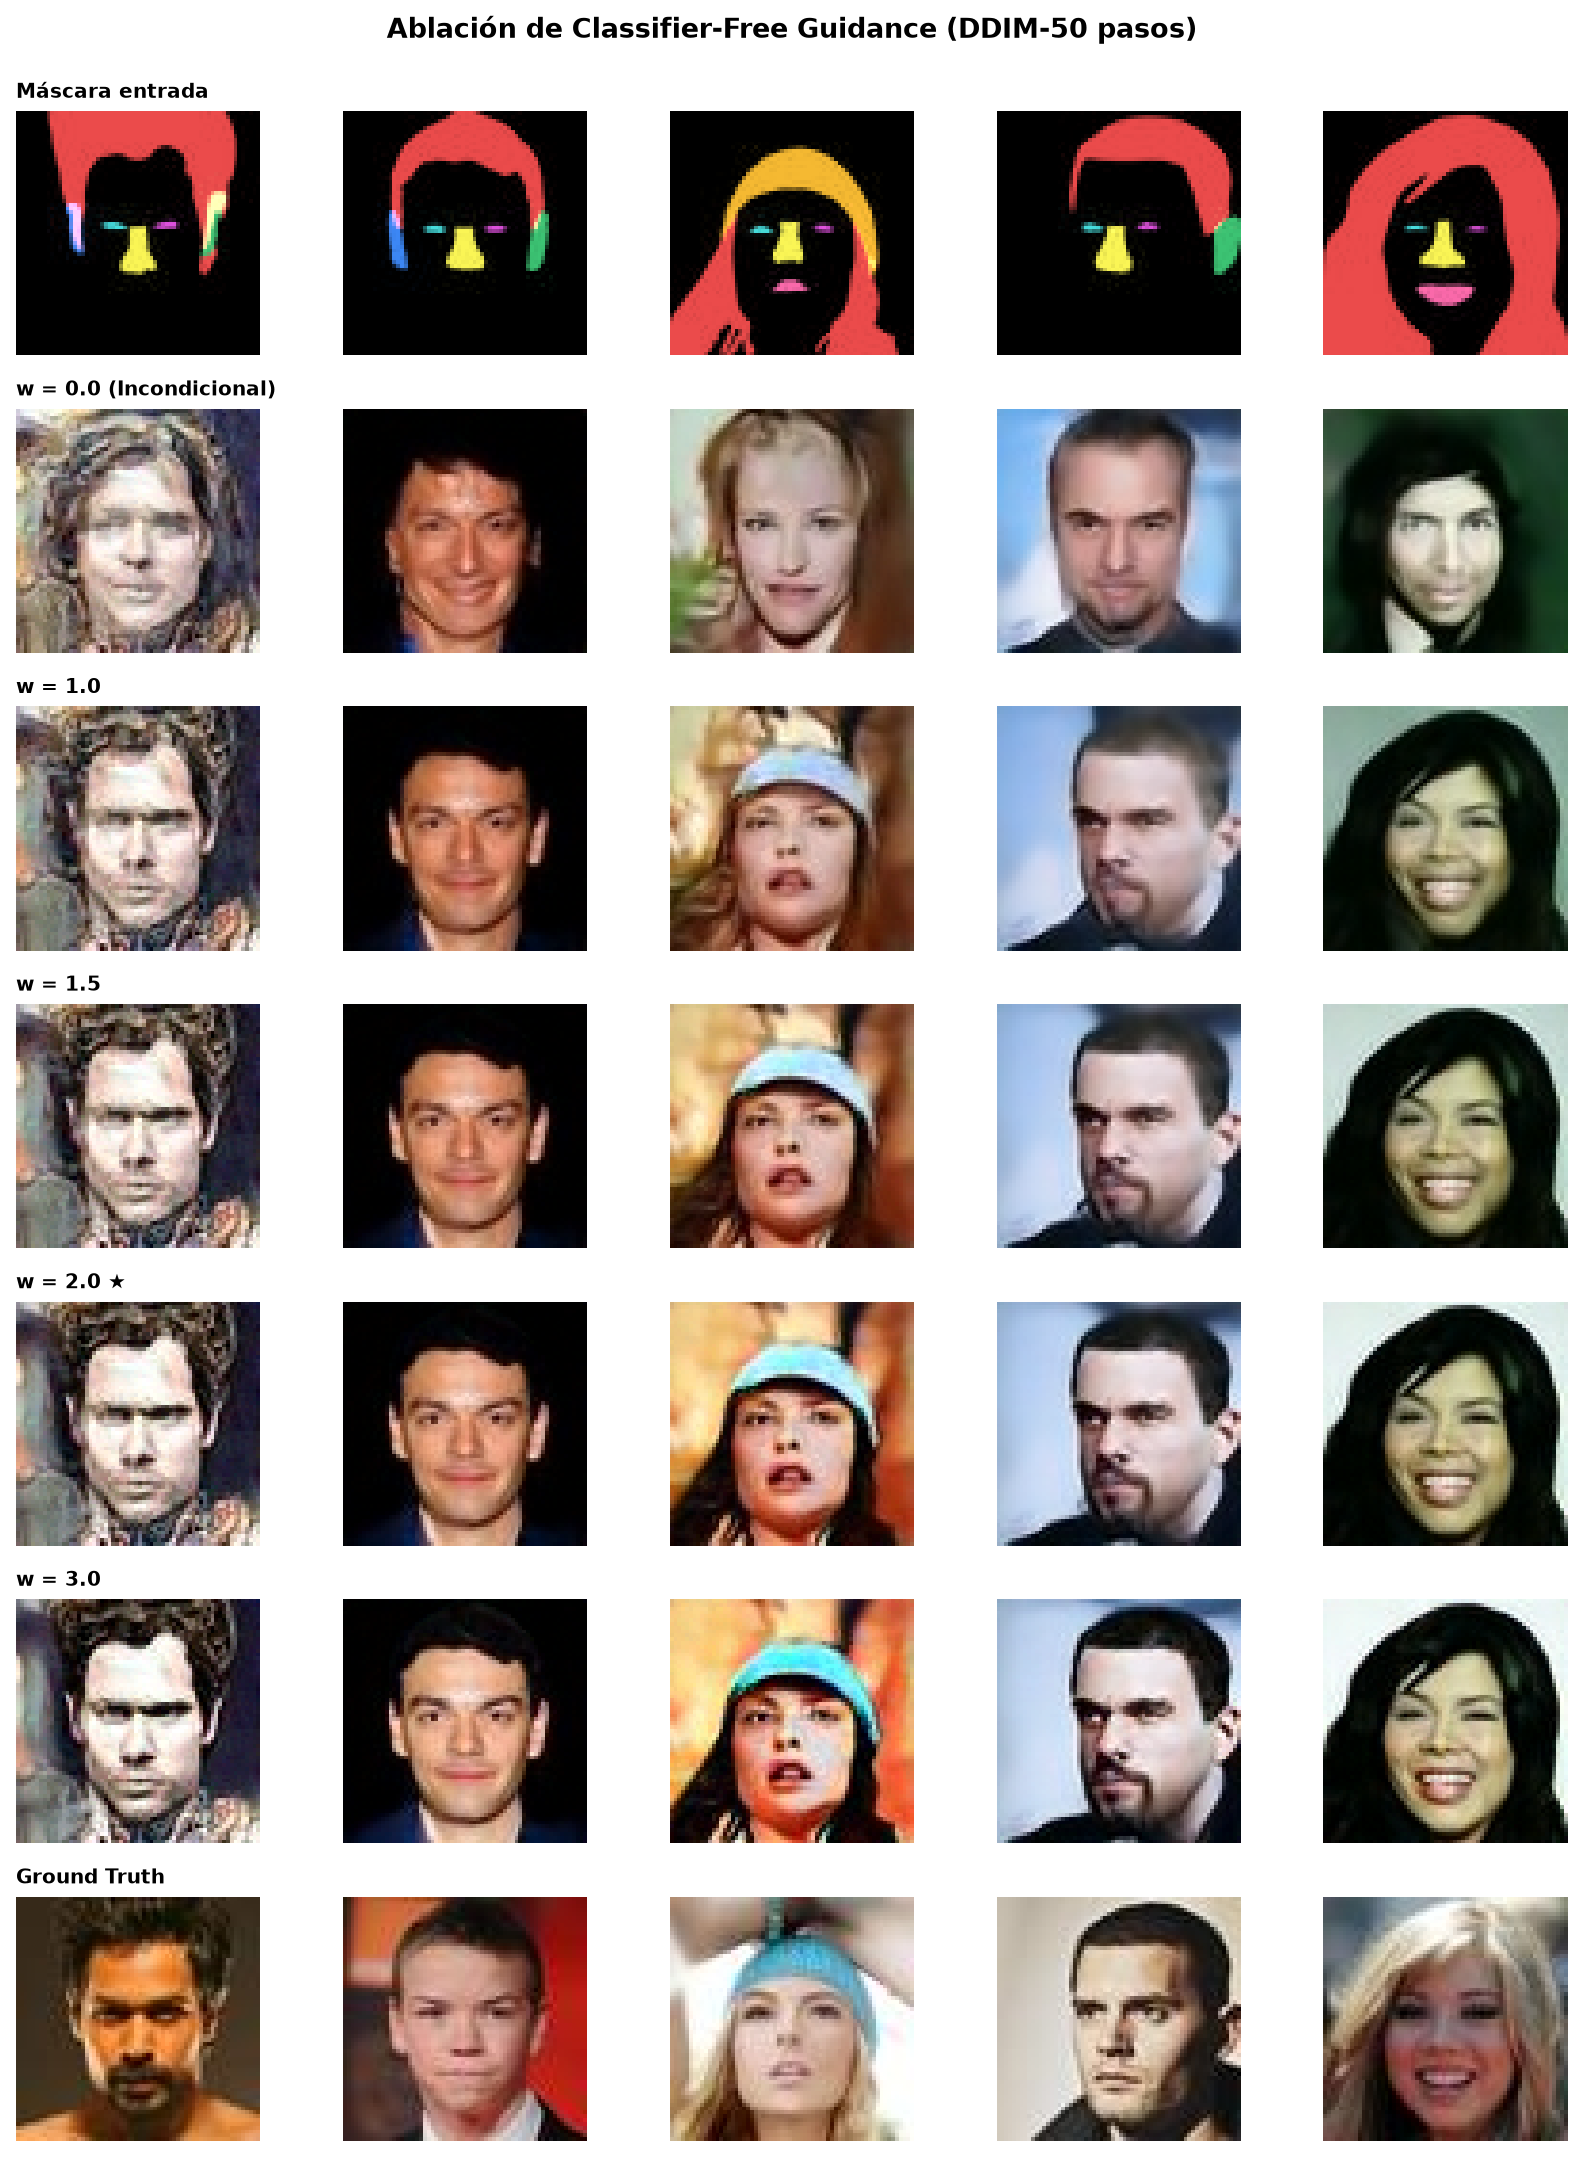 Ablación de Classifier-Free Guidance (DDIM-50 pasos)
Máscara entrada
w = 0.0 (Incondicional)
w = 1.0
w = 1.5
w = 2.0 ★
w = 3.0
Ground Truth